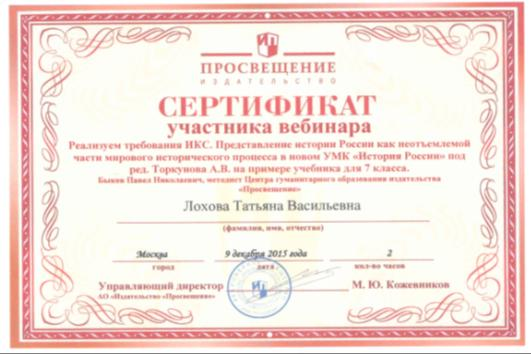 ПРОСВЕЩЕНИЕ
ИЗДАТЕЛЬСТВО
СЕРТИФИКАТ
участника вебинара
Реализуем требования ИКС. Представление истории России как неотъемлемой
части мирового исторического процесса в новом УМК «История России» под
ред. Торкунова А.В. на примере учебника для 7 класса.
Быков Павел Николаевич, методист Центра гуманитарного образования издательства
«Просвещение»
Лохова Татьяна Васильевна
(фамилия, имя, отчество)
Москва 9 декабря 2015 года 2
город дата кол-во часов
Управляющий директор М. Ю. Кожевников
АО «Издательство «Просвещение»